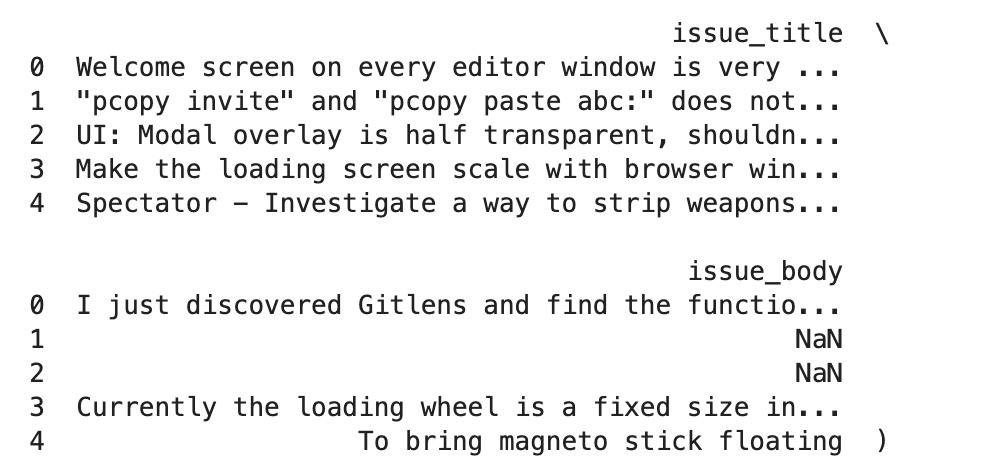 issue_title \
0 Welcome screen on every editor window is very ...
1 "pcopy invite" and "pcopy paste abc:" does not...
2 UI: Modal overlay is half transparent, shouldn...
3 Make the loading screen scale with browser win...
4 Spectator – Investigate a way to strip weapons...
issue_body
0 I just discovered Gitlens and find the functio...
1 NaN
2 NaN
3 Currently the loading wheel is a fixed size in...
4 To bring magneto stick floating )